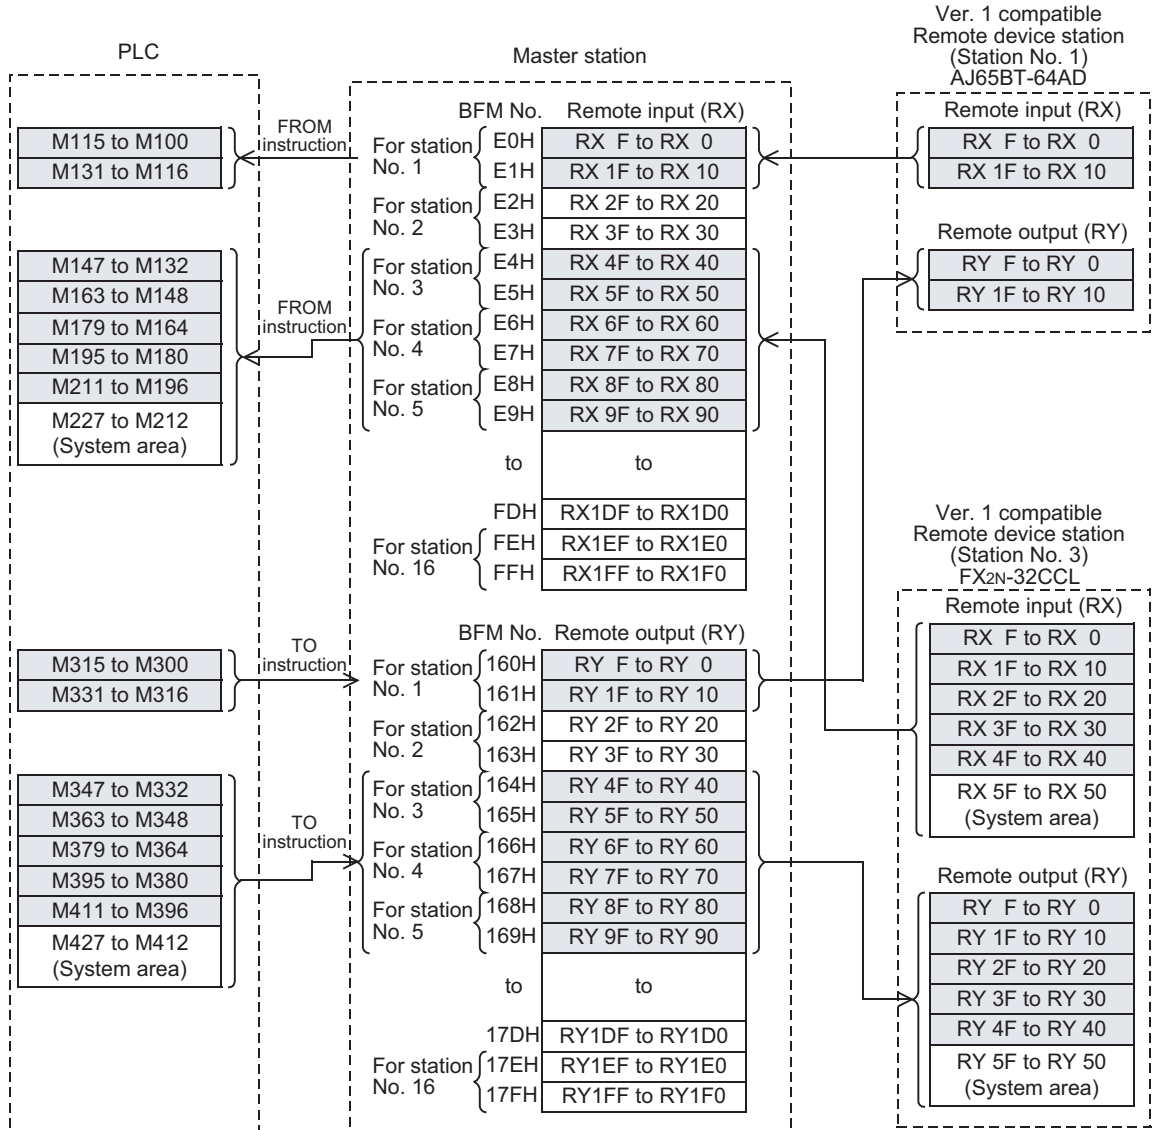 PLC
M115 to M100
M131 to M116
FROM
instruction
M147 to M132
M163 to M148
M179 to M164
M195 to M180
M211 to M196
M227 to M212
(System area)
FROM
instruction
M315 to M300
M331 to M316
TO
instruction
M347 to M332
M363 to M348
M379 to M364
M395 to M380
M411 to M396
M427 to M412
(System area)
TO
instruction
Master station
BFM No. Remote input (RX)
For station
No. 1
E0H RX F to RX 0
E1H RX 1F to RX 10
For station
No. 2
E2H RX 2F to RX 20
E3H RX 3F to RX 30
For station
No. 3
E4H RX 4F to RX 40
E5H RX 5F to RX 50
For station
No. 4
E6H RX 6F to RX 60
E7H RX 7F to RX 70
For station
No. 5
E8H RX 8F to RX 80
E9H RX 9F to RX 90
to to
FDH RX1DF to RX1D0
For station
No. 16
FEH RX1EF to RX1E0
FFH RX1FF to RX1F0
BFM No. Remote output (RY)
For station
No. 1
160H RY F to RY 0
161H RY 1F to RY 10
For station
No. 2
162H RY 2F to RY 20
163H RY 3F to RY 30
For station
No. 3
164H RY 4F to RY 40
165H RY 5F to RY 50
For station
No. 4
166H RY 6F to RY 60
167H RY 7F to RY 70
For station
No. 5
168H RY 8F to RY 80
169H RY 9F to RY 90
to to
17DH RY1DF to RY1D0
For station
No. 16
17EH RY1EF to RY1E0
17FH RY1FF to RY1F0
Ver. 1 compatible
Remote device station
(Station No. 1)
AJ65BT-64AD
Remote input (RX)
RX F to RX 0
RX 1F to RX 10
Remote output (RY)
RY F to RY 0
RY 1F to RY 10
Ver. 1 compatible
Remote device station
(Station No. 3)
FX2N-32CCL
Remote input (RX)
RX F to RX 0
RX 1F to RX 10
RX 2F to RX 20
RX 3F to RX 30
RX 4F to RX 40
RX 5F to RX 50
(System area)
Remote output (RY)
RY F to RY 0
RY 1F to RY 10
RY 2F to RY 20
RY 3F to RY 30
RY 4F to RY 40
RY 5F to RY 50
(System area)